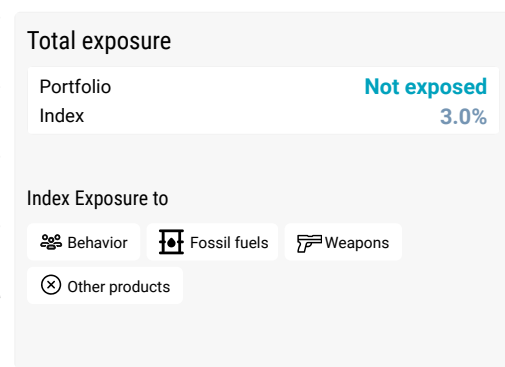 Total exposure
Portfolio Not exposed
Index 3.0%
Index Exposure to
Behavior Fossil fuels Weapons
Other products